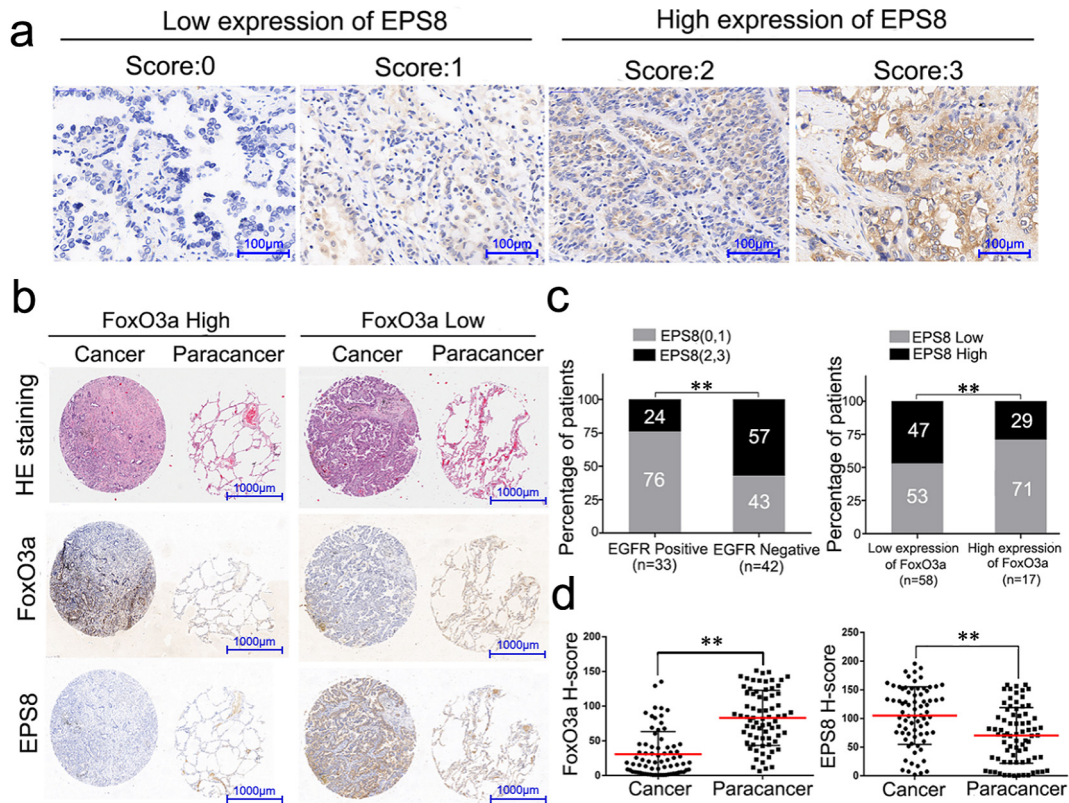 a
Low expression of EPS8
High expression of EPS8
Score:0
Score:1
Score:2
Score:3
100μm
100μm
100μm
100μm
b
FoxO3a High
FoxO3a Low
Cancer
Paracancer
Cancer
Paracancer
HE staining
1000μm
1000μm
FoxO3a
1000μm
1000μm
EPS8
1000μm
1000μm
c
EPS8(0,1)
EPS8(2,3)
Percentage of patients
100
75
50
25
0
**
24
76
57
43
EGFR Positive
(n=33)
EGFR Negative
(n=42)
EPS8 Low
EPS8 High
Percentage of patients
100
75
50
25
0
**
47
53
29
71
Low expression
of FoxO3a
(n=58)
High expression
of FoxO3a
(n=17)
d
FoxO3a H-score
200
150
100
50
0
**
Cancer
Paracancer
EPS8 H-score
250
200
150
100
50
0
**
Cancer
Paracancer